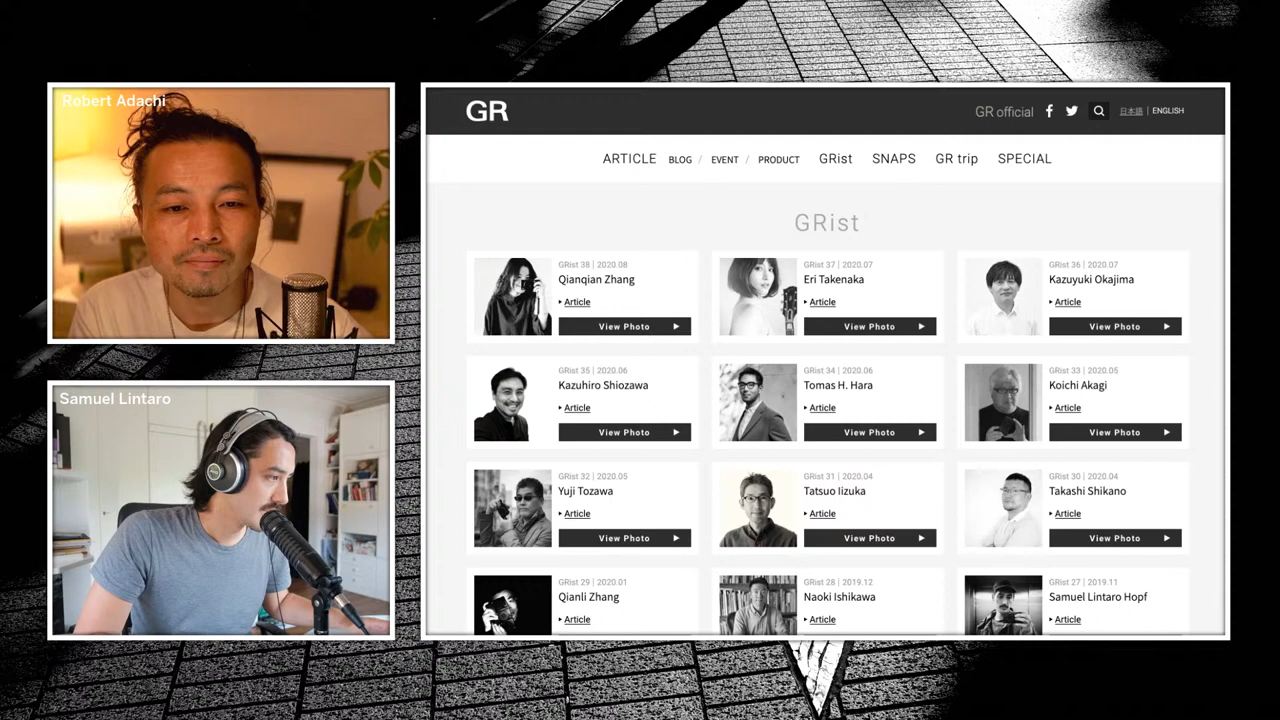 Robert Adachi
Samuel Lintaro
GR
GR official
日本語 | ENGLISH
ARTICLE BLOG / EVENT / PRODUCT GRist SNAPS GR trip SPECIAL
GRist
GRist 38 | 2020.08
Qianqian Zhang
Article
View Photo
GRist 37 | 2020.07
Eri Takenaka
Article
View Photo
GRist 36 | 2020.07
Kazuyuki Okajima
Article
View Photo
GRist 35 | 2020.06
Kazuhiro Shiozawa
Article
View Photo
GRist 34 | 2020.06
Tomas H. Hara
Article
View Photo
GRist 33 | 2020.05
Koichi Akagi
Article
View Photo
GRist 32 | 2020.05
Yuji Tozawa
Article
View Photo
GRist 31 | 2020.04
Tatsuo Iizuka
Article
View Photo
GRist 30 | 2020.04
Takashi Shikano
Article
View Photo
GRist 29 | 2020.01
Qianli Zhang
Article
GRist 28 | 2019.12
Naoki Ishikawa
Article
GRist 27 | 2019.11
Samuel Lintaro Hopf
Article